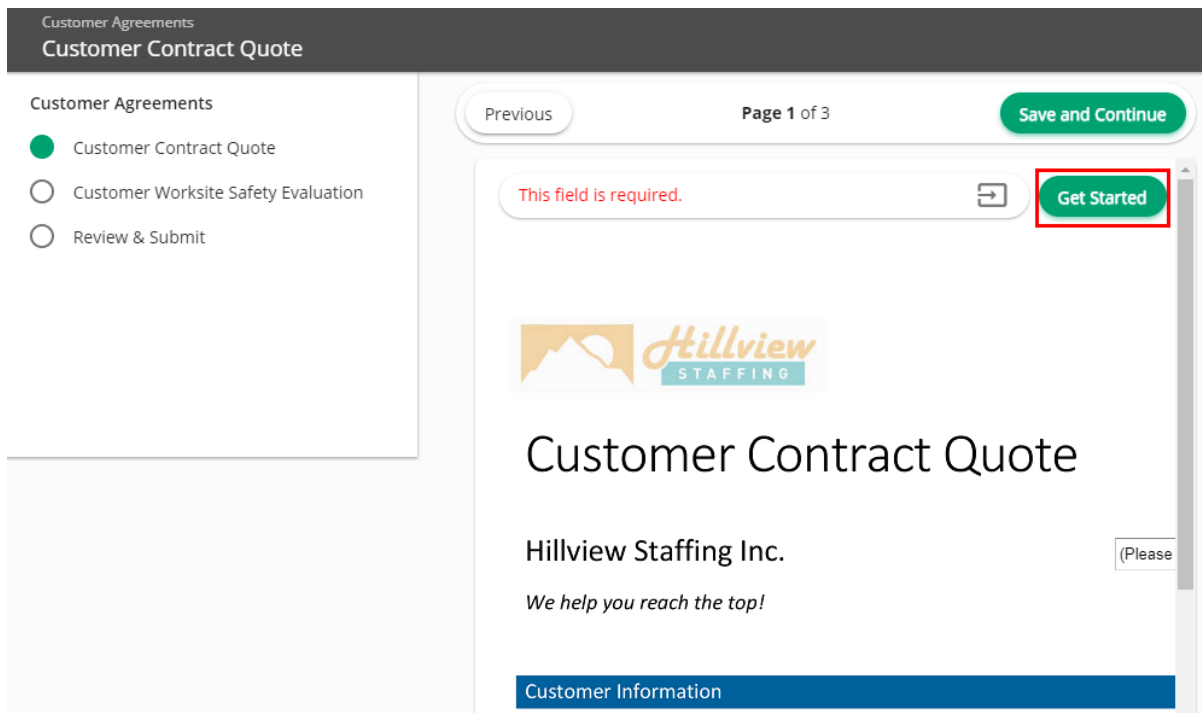 Customer Agreements
Customer Contract Quote
Customer Agreements
Customer Contract Quote
Customer Worksite Safety Evaluation
Review & Submit
Previous
Page 1 of 3
Save and Continue
This field is required.
Get Started
Hillview
STAFFING
Customer Contract Quote
Hillview Staffing Inc.
(Please
We help you reach the top!
Customer Information